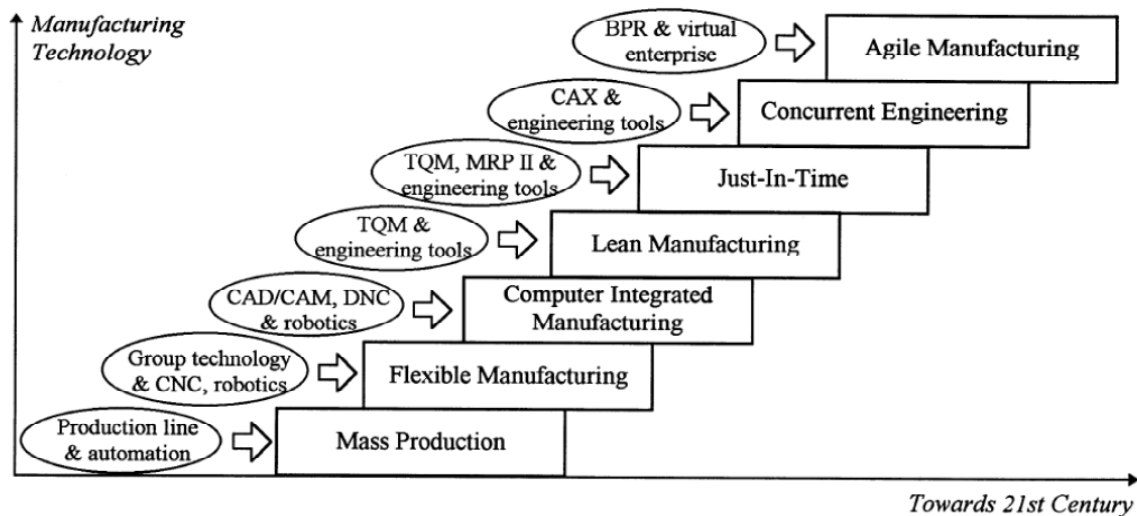 Manufacturing
Technology
BPR & virtual
enterprise
Agile Manufacturing
CAX &
engineering tools
Concurrent Engineering
TQM, MRP II &
engineering tools
Just-In-Time
TQM &
engineering tools
Lean Manufacturing
CAD/CAM, DNC
& robotics
Computer Integrated
Manufacturing
Group technology
& CNC, robotics
Flexible Manufacturing
Production line
& automation
Mass Production
Towards 21st Century